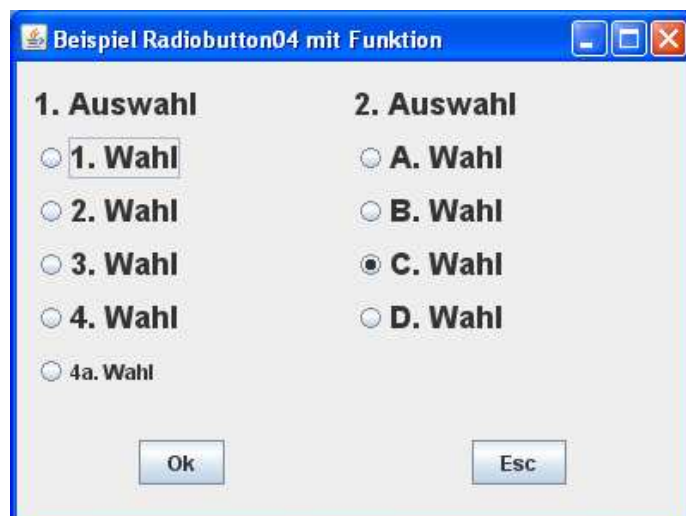 Beispiel Radiobutton04 mit Funktion
1. Auswahl
1. Wahl
2. Wahl
3. Wahl
4. Wahl
4a. Wahl
2. Auswahl
A. Wahl
B. Wahl
C. Wahl
D. Wahl
Ok
Esc